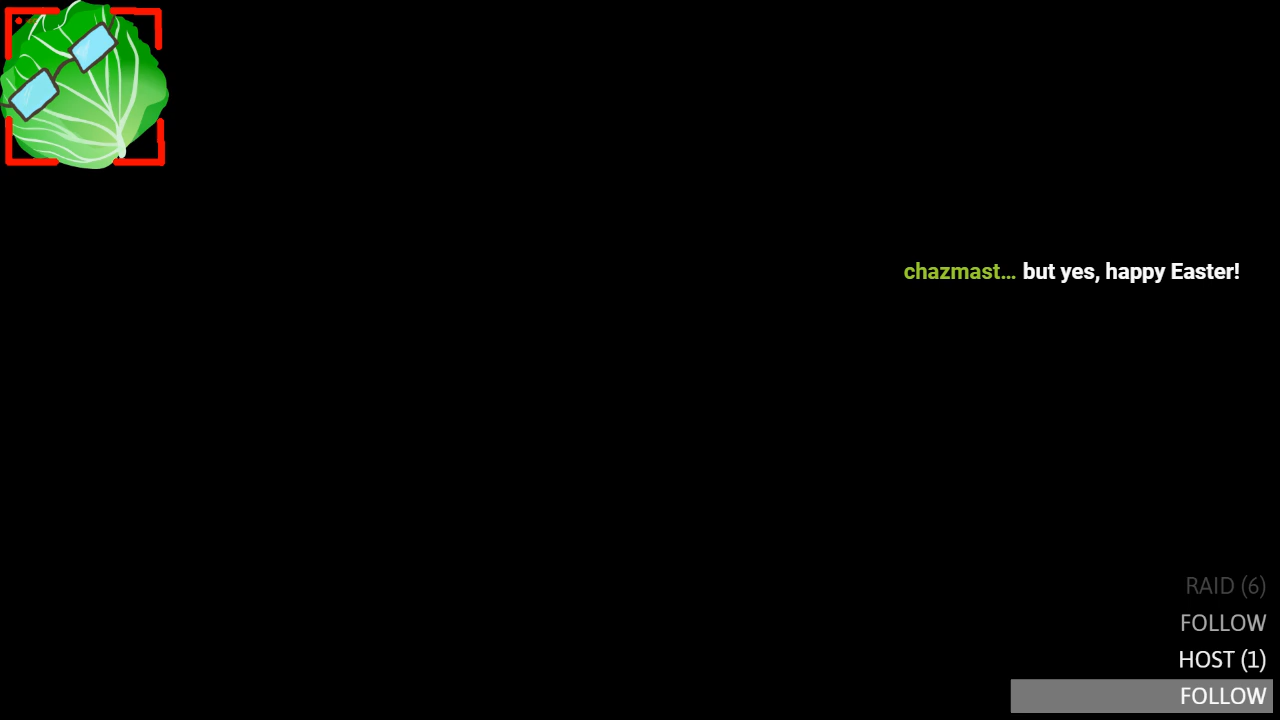 chazmast… but yes, happy Easter!
RAID (6)
FOLLOW
HOST (1)
FOLLOW